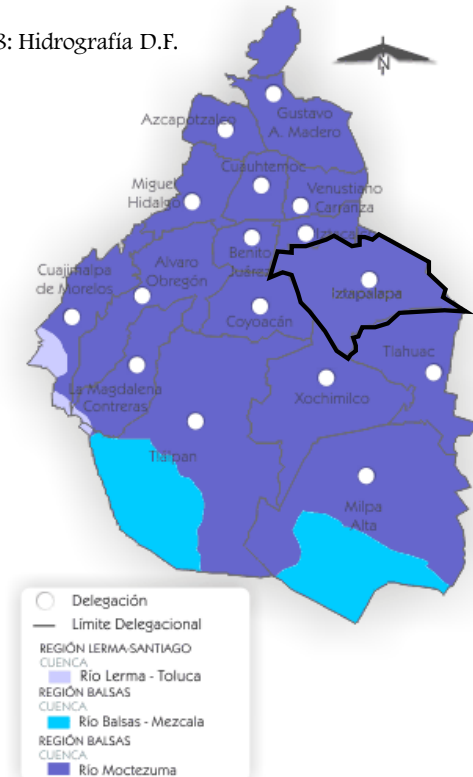 8: Hidrografía D.F.
N
Gustavo
A. Madero
Azcapotzalco
Cuauhtemoc
Miguel
Hidalgo
Venustiano
Carranza
Iztacalco
Benito
Juárez
Cuajimalpa
de Morelos
Alvaro
Obregón
Iztapalapa
Coyoacán
Tlahuac
La Magdalena
Contreras
Xochimilco
Tlalpan
Milpa
Alta
Delegación
Limite Delegacional
REGIÓN LERMA-SANTIAGO
CUENCA
Río Lerma - Toluca
REGIÓN BALSAS
CUENCA
Río Balsas - Mezcala
REGIÓN BALSAS
CUENCA
Río Moctezuma